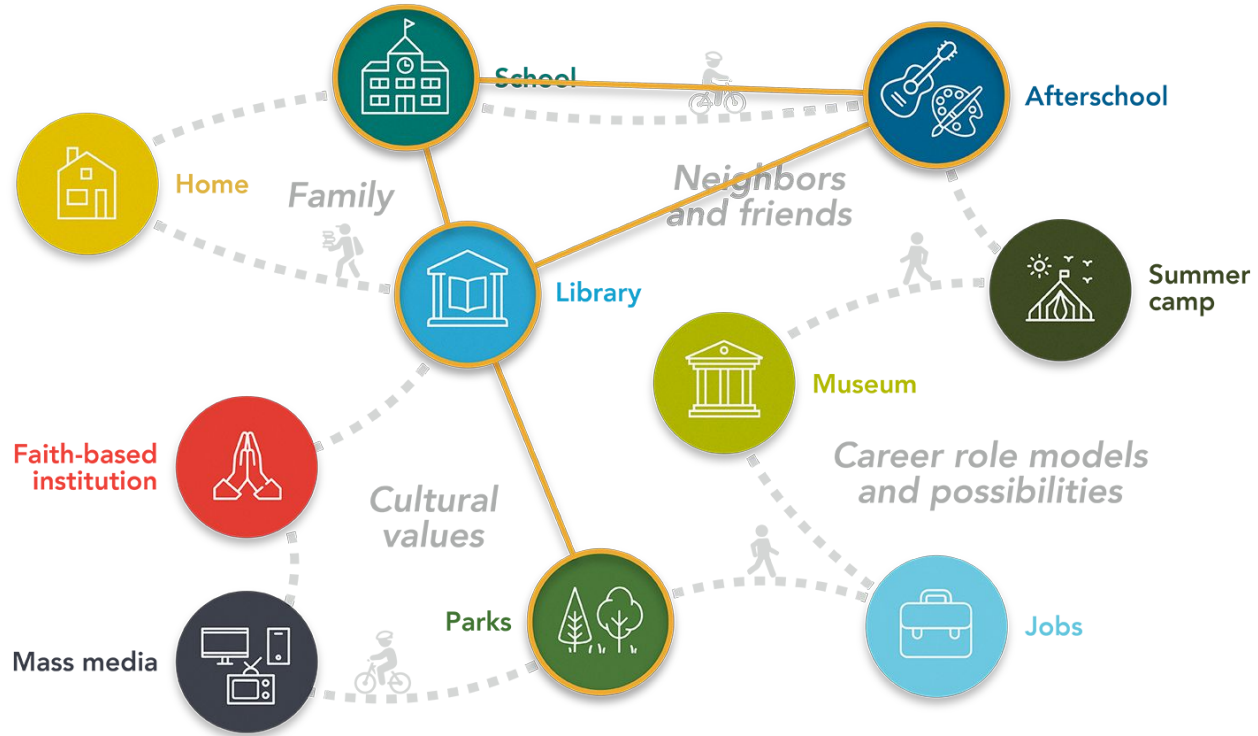 School
Afterschool
Home
Family
Neighbors
and friends
Library
Summer
camp
Museum
Faith-based
institution
Career role models
and possibilities
Cultural
values
Parks
Jobs
Mass media